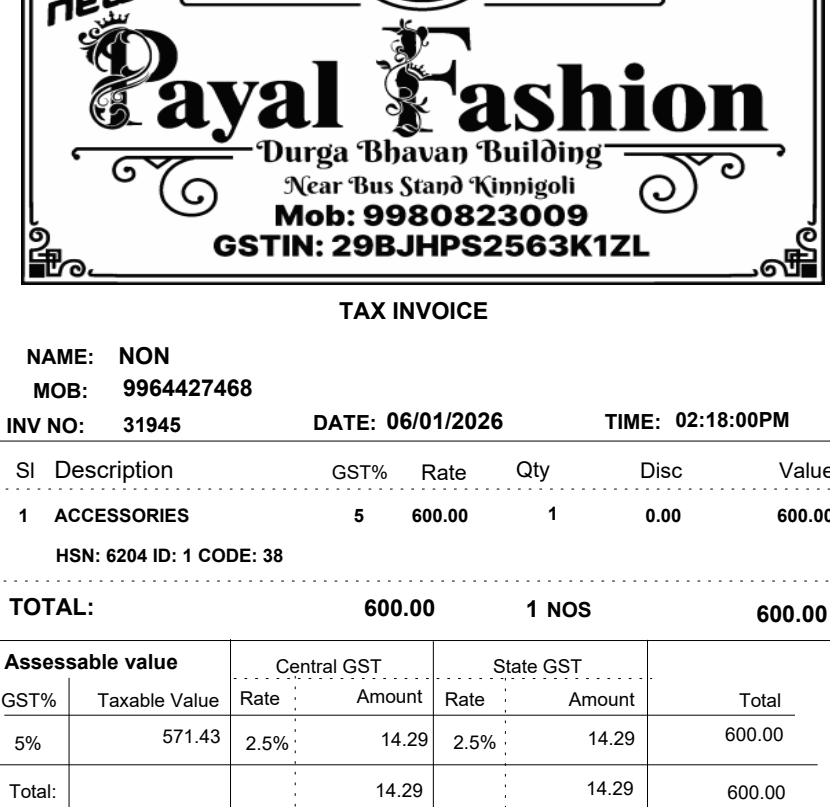 new
Payal Fashion
Durga Bhavan Building
Near Bus Stand Kinnigoli
Mob: 9980823009
GSTIN: 29BJHPS2563K1ZL
TAX INVOICE
NAME: NON
MOB: 9964427468
INV NO: 31945 DATE: 06/01/2026 TIME: 02:18:00PM
Sl Description GST% Rate Qty Disc Value
1 ACCESSORIES 5 600.00 1 0.00 600.00
HSN: 6204 ID: 1 CODE: 38
TOTAL: 600.00 1 NOS 600.00
Assessable value Central GST State GST
GST% Taxable Value Rate Amount Rate Amount Total
5% 571.43 2.5% 14.29 2.5% 14.29 600.00
Total: 14.29 14.29 600.00